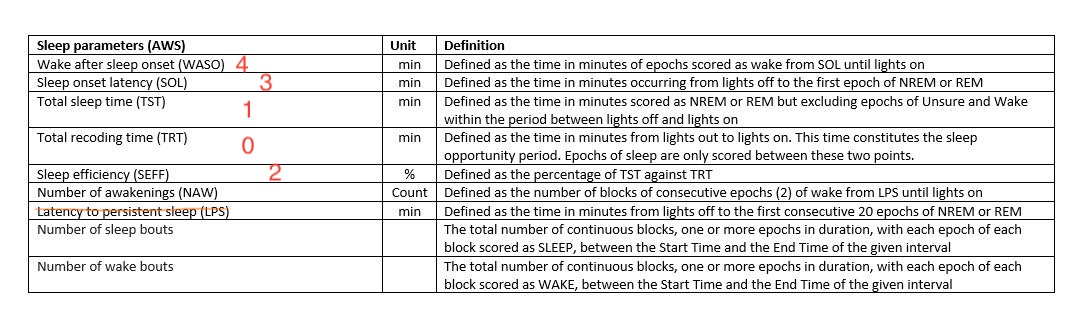 Sleep parameters (AWS) Unit Definition
Wake after sleep onset (WASO) 4 min Defined as the time in minutes of epochs scored as wake from SOL until lights on
Sleep onset latency (SOL) 3 min Defined as the time in minutes occurring from lights off to the first epoch of NREM or REM
Total sleep time (TST) 1 min Defined as the time in minutes scored as NREM or REM but excluding epochs of Unsure and Wake
within the period between lights off and lights on
Total recoding time (TRT) 0 min Defined as the time in minutes from lights out to lights on. This time constitutes the sleep
opportunity period. Epochs of sleep are only scored between these two points.
Sleep efficiency (SEFF) 2 % Defined as the percentage of TST against TRT
Number of awakenings (NAW) Count Defined as the number of blocks of consecutive epochs (2) of wake from LPS until lights on
Latency to persistent sleep (LPS) min Defined as the time in minutes from lights off to the first consecutive 20 epochs of NREM or REM
Number of sleep bouts The total number of continuous blocks, one or more epochs in duration, with each epoch of each
block scored as SLEEP, between the Start Time and the End Time of the given interval
Number of wake bouts The total number of continuous blocks, one or more epochs in duration, with each epoch of each
block scored as WAKE, between the Start Time and the End Time of the given interval